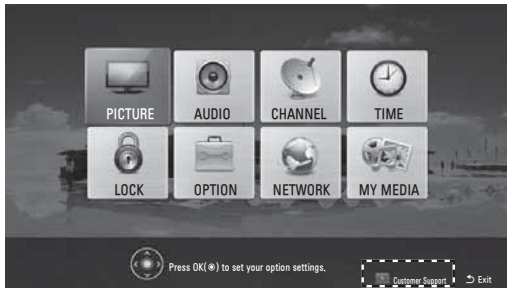 PICTURE AUDIO CHANNEL TIME
LOCK OPTION NETWORK MY MEDIA
Press OK(◉) to set your option settings.
Customer Support Exit